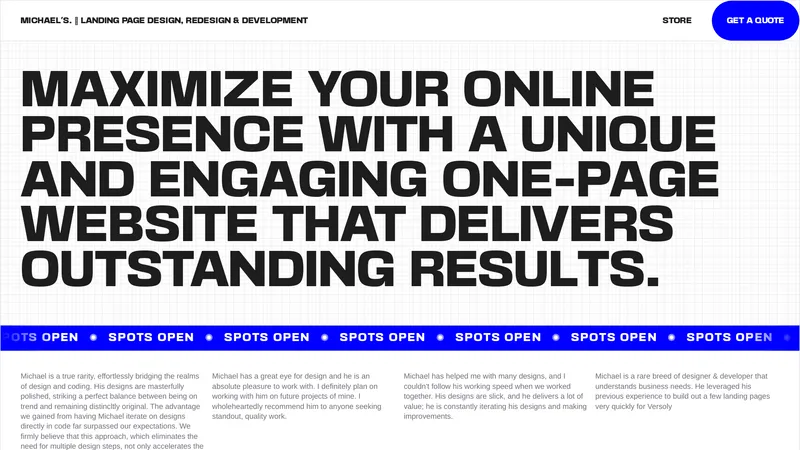 MICHAEL'S. || LANDING PAGE DESIGN, REDESIGN & DEVELOPMENT
STORE
GET A QUOTE
MAXIMIZE YOUR ONLINE
PRESENCE WITH A UNIQUE
AND ENGAGING ONE-PAGE
WEBSITE THAT DELIVERS
OUTSTANDING RESULTS.
POTS OPEN SPOTS OPEN SPOTS OPEN SPOTS OPEN SPOTS OPEN SPOTS OPEN SPOTS OPEN
Michael is a true rarity, effortlessly bridging the realms
of design and coding. His designs are masterfully
polished, striking a perfect balance between being on
trend and remaining distinctly original. The advantage
we gained from having Michael iterate on designs
directly in code far surpassed our expectations. We
firmly believe that this approach, which eliminates the
need for multiple design steps, not only accelerates the
Michael has a great eye for design and he is an
absolute pleasure to work with. I definitely plan on
working with him on future projects of mine. I
wholeheartedly recommend him to anyone seeking
standout, quality work.
Michael has helped me with many designs, and I
couldn't follow his working speed when we worked
together. His designs are slick, and he delivers a lot of
value; he is constantly iterating his designs and making
improvements.
Michael is a rare breed of designer & developer that
understands business needs. He leveraged his
previous experience to build out a few landing pages
very quickly for Versoly